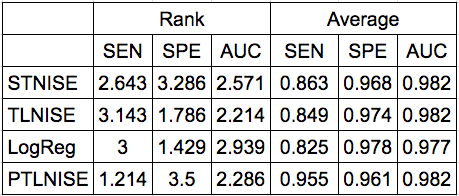 Rank Average
SEN SPE AUC SEN SPE AUC
STNISE 2.643 3.286 2.571 0.863 0.968 0.982
TLNISE 3.143 1.786 2.214 0.849 0.974 0.982
LogReg 3 1.429 2.939 0.825 0.978 0.977
PTLNISE 1.214 3.5 2.286 0.955 0.961 0.982